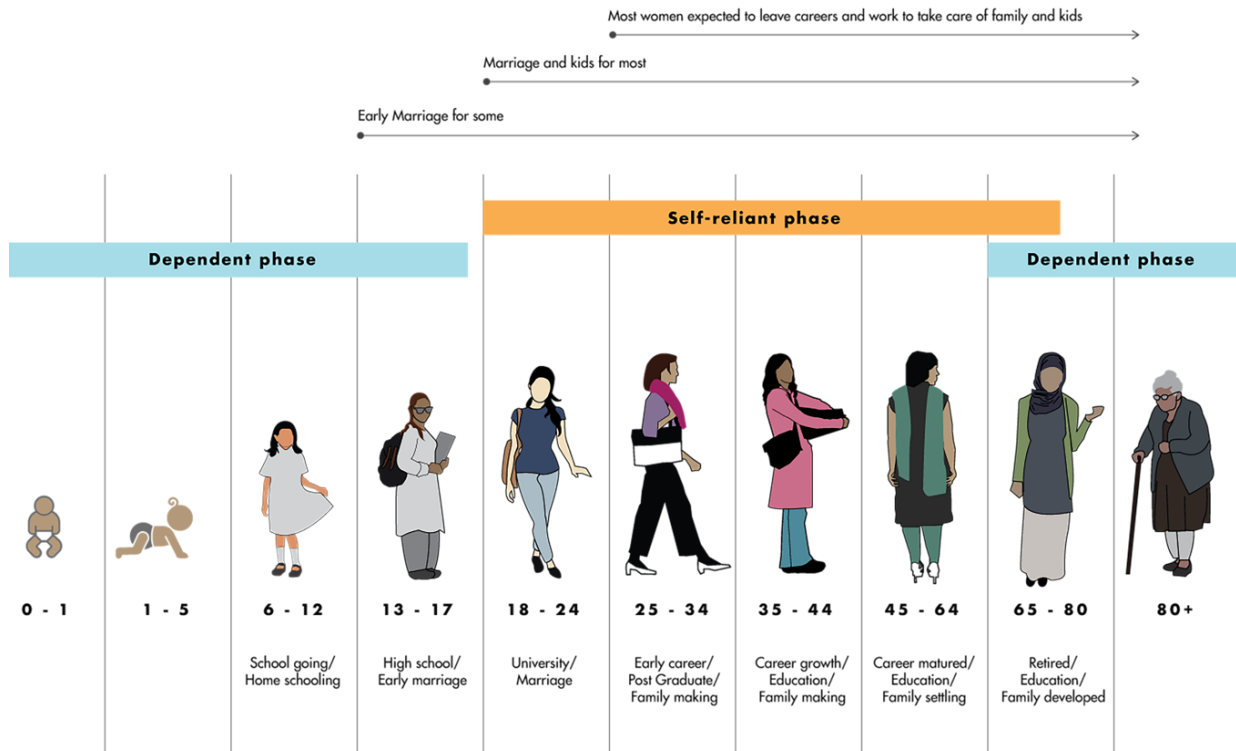 Most women expected to leave careers and work to take care of family and kids
Marriage and kids for most
Early Marriage for some
Self-reliant phase
Dependent phase
Dependent phase
0 - 1
1 - 5
6 - 12
13 - 17
18 - 24
25 - 34
35 - 44
45 - 64
65 - 80
80+
School going/
Home schooling
High school/
Early marriage
University/
Marriage
Early career/
Post Graduate/
Family making
Career growth/
Education/
Family making
Career matured/
Education/
Family settling
Retired/
Education/
Family developed